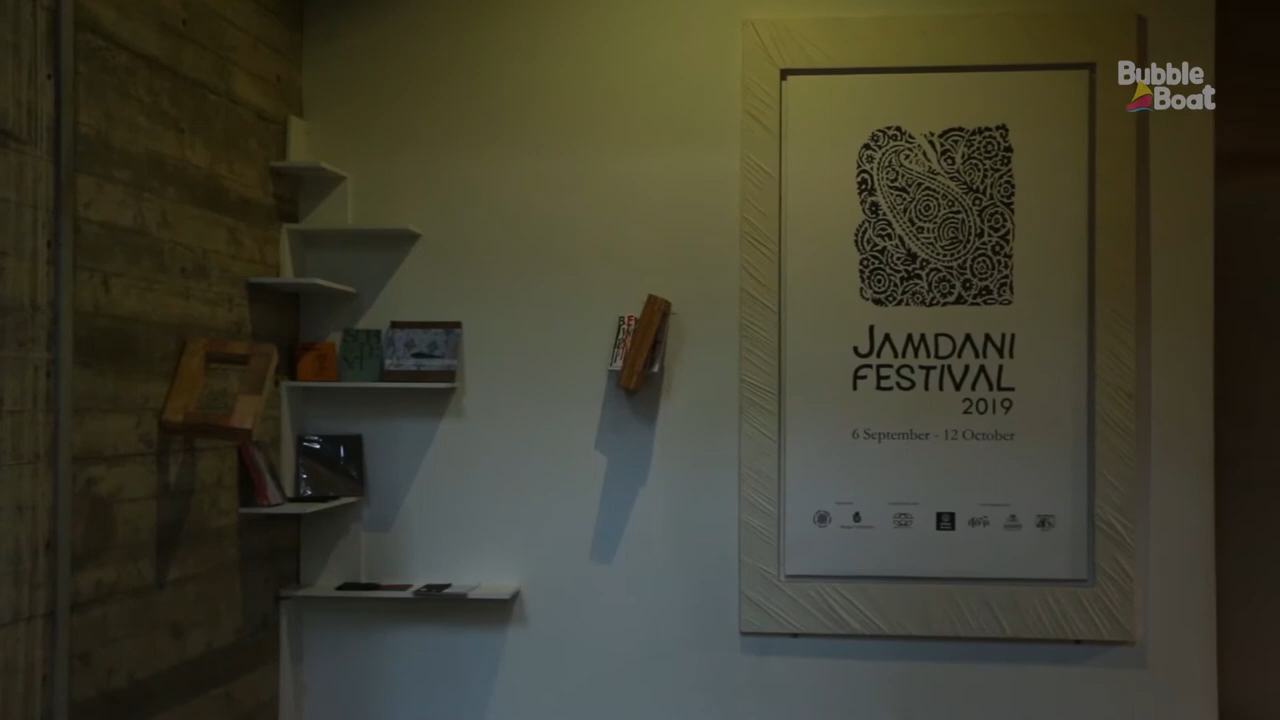 Bubble
Boat
JAMDANI
FESTIVAL
2019
6 September - 12 October